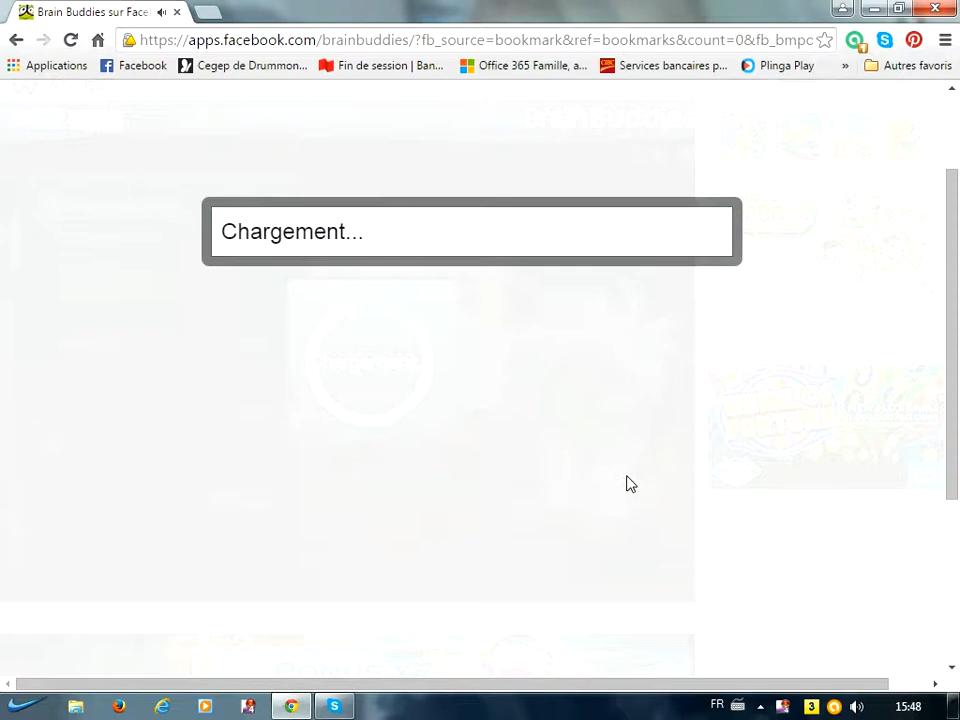 Brain Buddies sur Face
https://apps.facebook.com/brainbuddies/?fb_source=bookmark&ref=bookmarks&count=0&fb_bmpc
Applications Facebook Cegep de Drummon... Fin de session | Ban... Office 365 Famille, a... Services bancaires p... Plinga Play » Autres favoris
Chargement...
FR 3 15:48